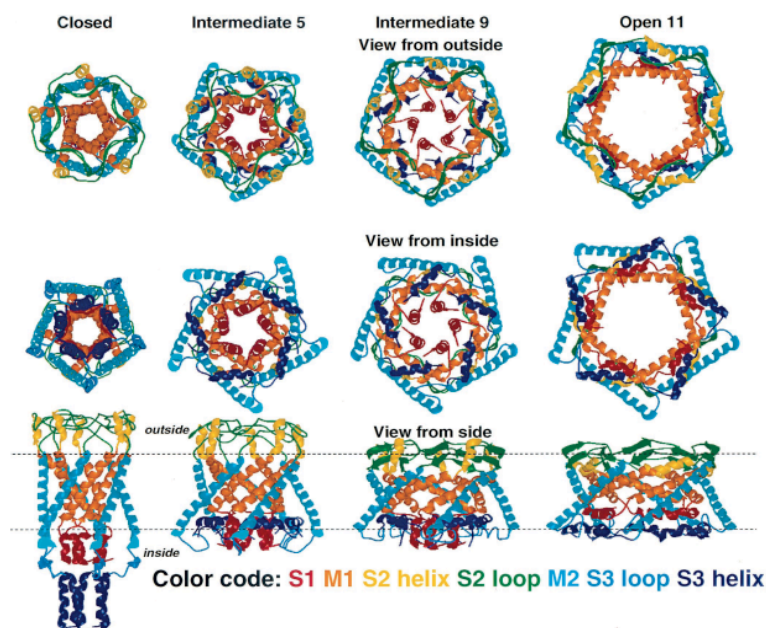 Closed Intermediate 5 Intermediate 9 Open 11
View from outside
View from inside
outside View from side
inside
Color code: S1 M1 S2 helix S2 loop M2 S3 loop S3 helix